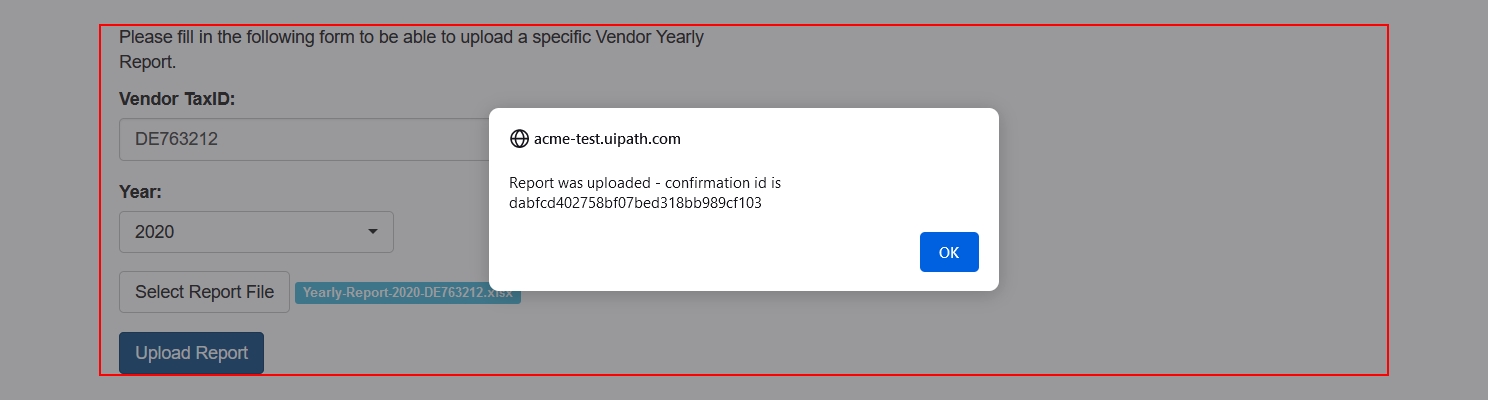 Please fill in the following form to be able to upload a specific Vendor Yearly
Report.
Vendor TaxID:
DE763212
acme-test.uipath.com
Report was uploaded - confirmation id is
dabfcd402758bf07bed318bb989cf103
OK
Year:
2020
Select Report File
Yearly-Report-2020-DE763212.xlsx
Upload Report